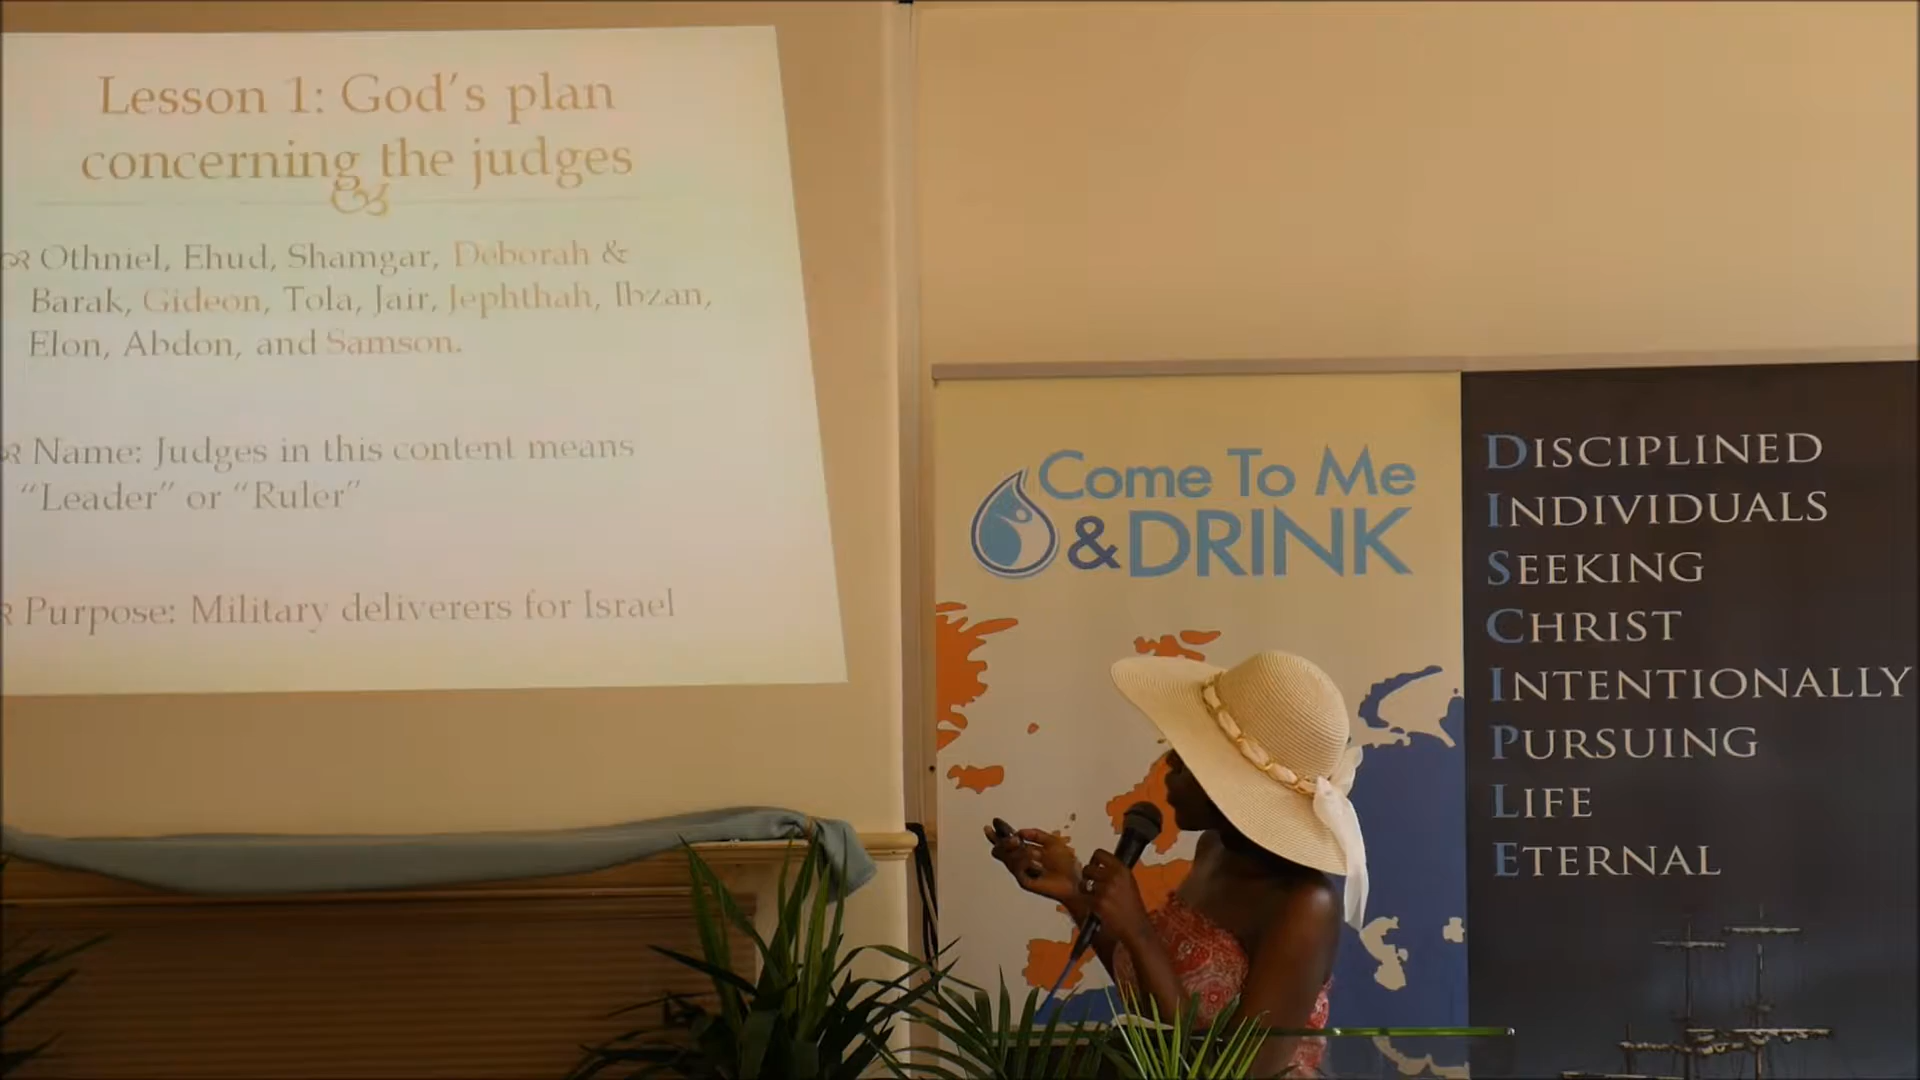 Lesson 1: God's plan
concerning the judges
Othniel, Ehud, Shamgar, Deborah &
Barak, Gideon, Tola, Jair, Jephthah, Ibzan,
Elon, Abdon, and Samson.
Name: Judges in this content means
"Leader" or "Ruler"
Purpose: Military deliverers for Israel
Come To Me
& DRINK
DISCIPLINED
INDIVIDUALS
SEEKING
CHRIST
INTENTIONALLY
PURSUING
LIFE
ETERNAL